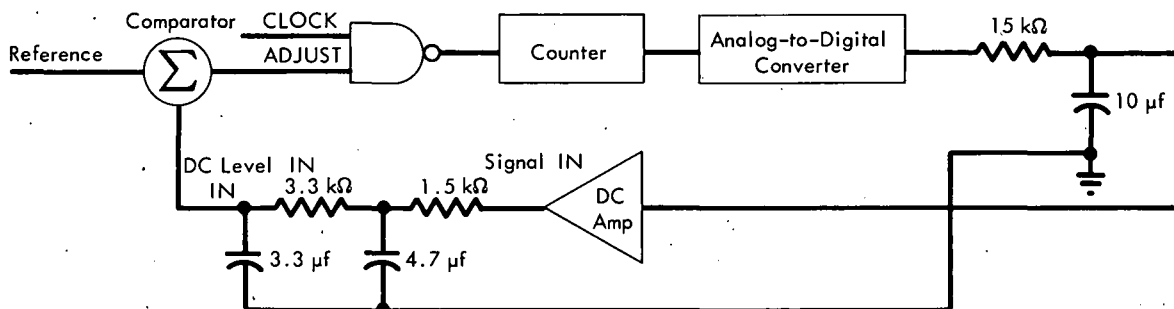 Comparator
CLOCK
Reference
ADJUST
Σ
Counter
Analog-to-Digital
Converter
15 kΩ
10 μf
DC Level IN
IN
3.3 kΩ
1.5 kΩ
Signal IN
DC
Amp
3.3 μf
4.7 μf